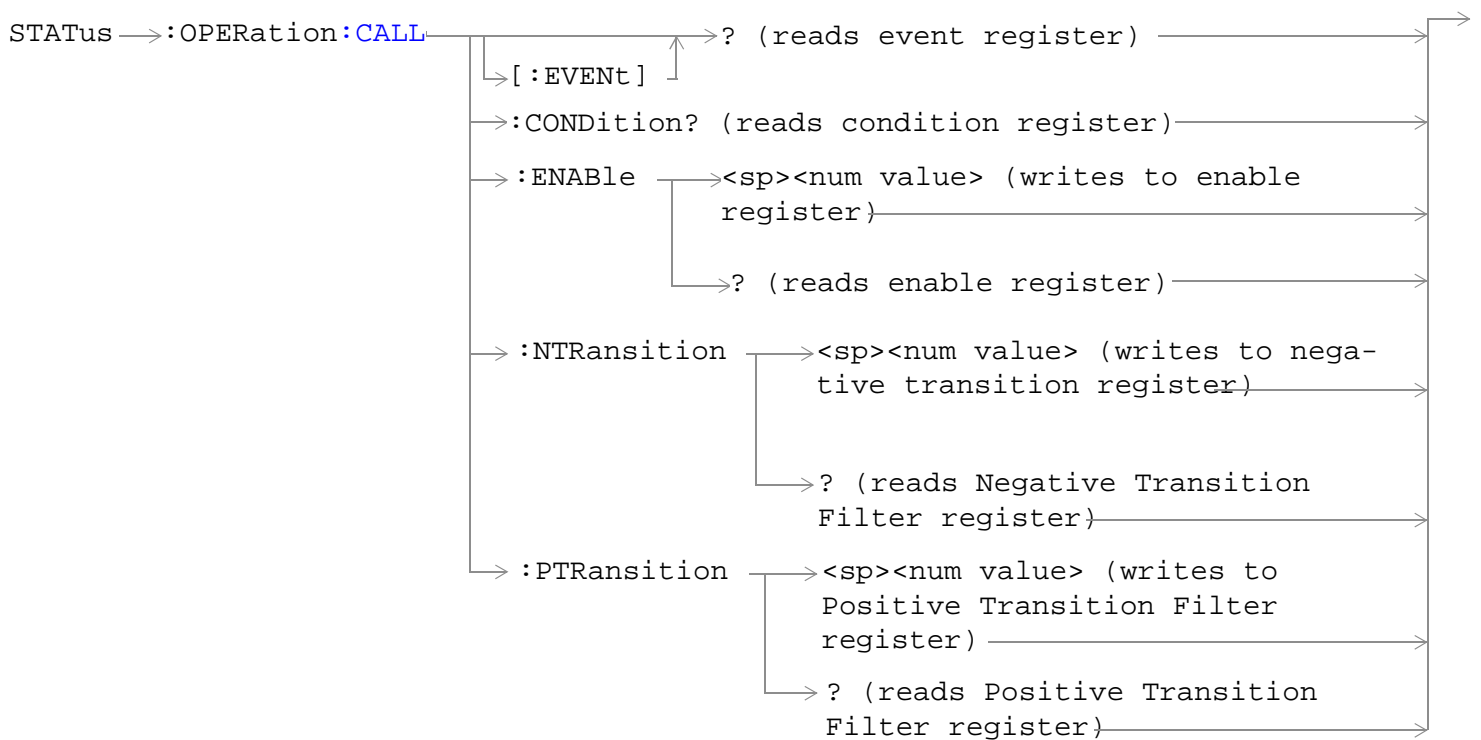 STATus :OPERation:CALL ? (reads event register)
[:EVENt]
:CONDition? (reads condition register)
:ENABle <sp><num value> (writes to enable
register)
? (reads enable register)
:NTRansition <sp><num value> (writes to nega-
tive transition register)
? (reads Negative Transition
Filter register)
:PTRansition <sp><num value> (writes to
Positive Transition Filter
register)
? (reads Positive Transition
Filter register)